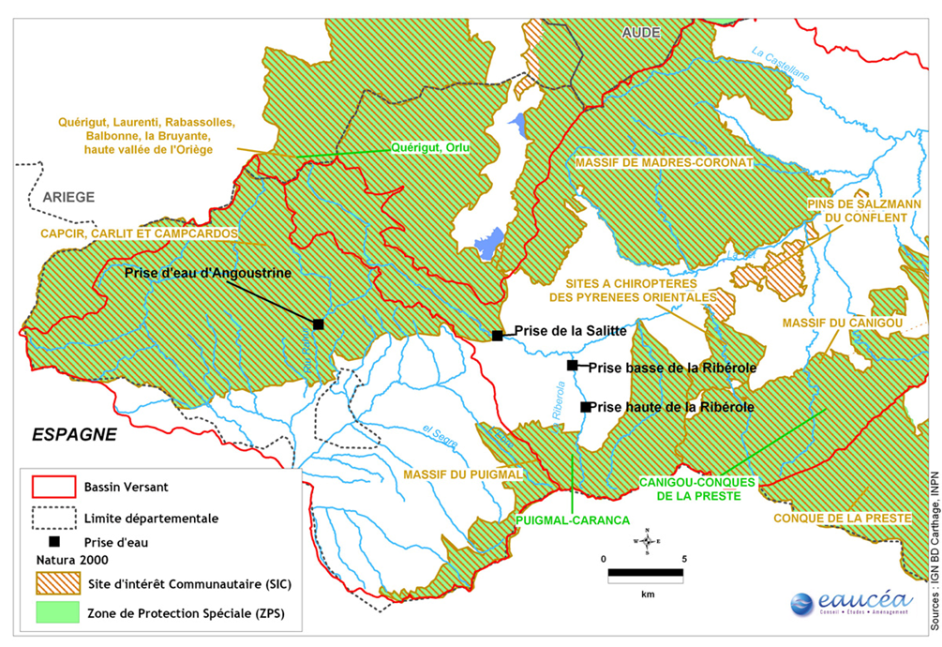 AUDE
La Castellane
Quérigut, Laurenti, Rabassolles,
Balbonne, la Bruyante,
haute vallée de l'Oriège
Quérigut, Orlu
MASSIF DE MADRES-CORONAT
ARIEGE
PINS DE SALZMANN
DU CONFLENT
CAPCIR, CARLIT ET CAMPCARDOS
Prise d'eau d'Angoustrine
SITES A CHIROPTERES
DES PYRENEES ORIENTALES
Prise de la Salitte
MASSIF DU CANIGOU
Prise basse de la Ribérole
Prise haute de la Ribérole
la Riberola
ESPAGNE
el Segre
MASSIF DU PUIGMAL
CANIGOU-CONQUES
DE LA PRESTE
PUIGMAL-CARANCA
CONQUE DE LA PRESTE
Bassin Versant
Limite départementale
Prise d'eau
Natura 2000
Site d'intérêt Communautaire (SIC)
Zone de Protection Spéciale (ZPS)
N
W E
S
0 5
km
eaucéa
Conseil • Études • Aménagement
Sources : IGN BD Carthage, INPN